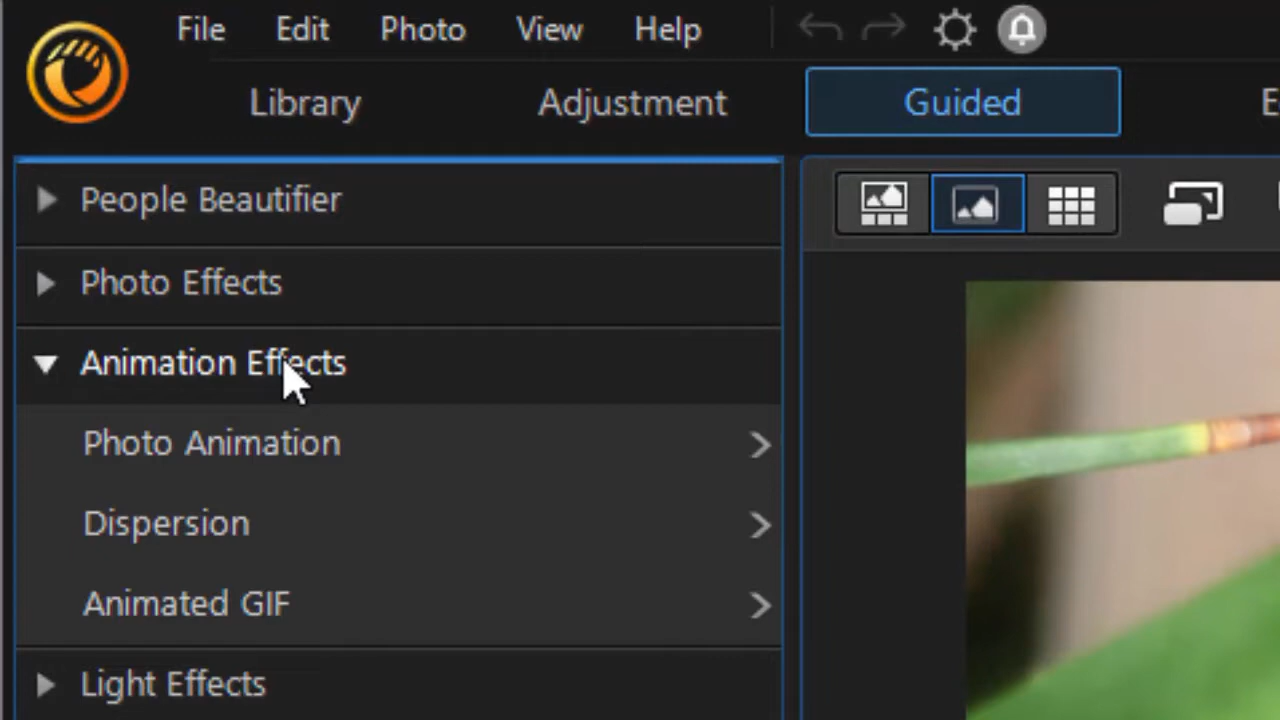 File Edit Photo View Help
Library Adjustment Guided E
People Beautifier
Photo Effects
Animation Effects
Photo Animation
Dispersion
Animated GIF
Light Effects